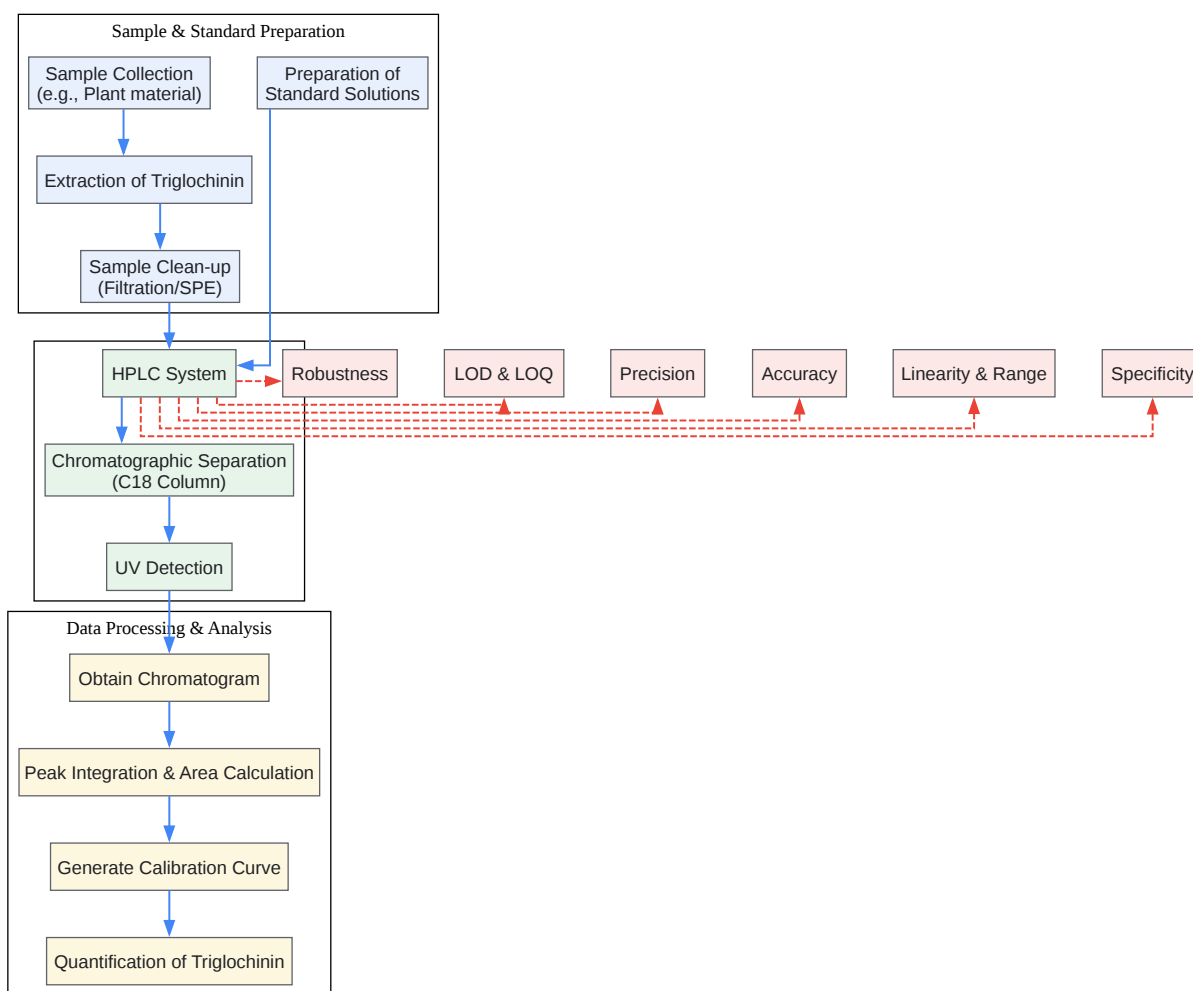 Sample & Standard Preparation
Sample Collection
(e.g., Plant material)
Preparation of
Standard Solutions
Extraction of Triglochinin
Sample Clean-up
(Filtration/SPE)
HPLC System
Robustness
LOD & LOQ
Precision
Accuracy
Linearity & Range
Specificity
Chromatographic Separation
(C18 Column)
UV Detection
Data Processing & Analysis
Obtain Chromatogram
Peak Integration & Area Calculation
Generate Calibration Curve
Quantification of Triglochinin